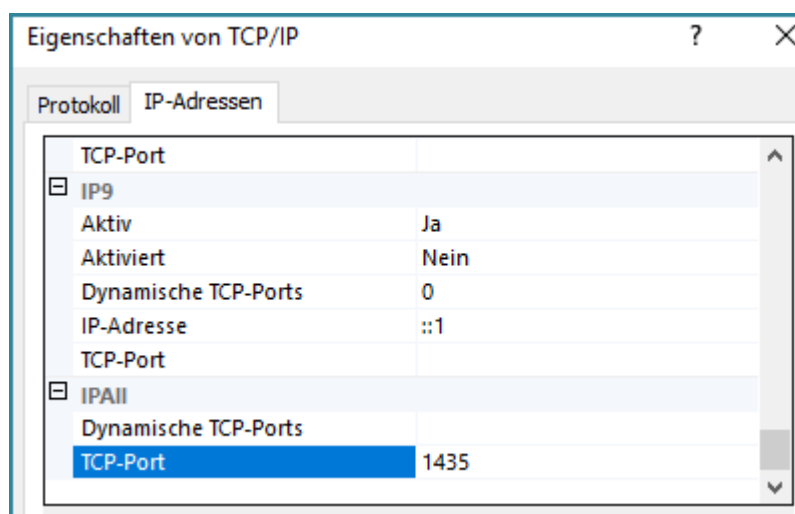 Eigenschaften von TCP/IP ?
Protokoll IP-Adressen
TCP-Port
IP9
Aktiv Ja
Aktiviert Nein
Dynamische TCP-Ports 0
IP-Adresse ::1
TCP-Port
IPAll
Dynamische TCP-Ports
TCP-Port 1435